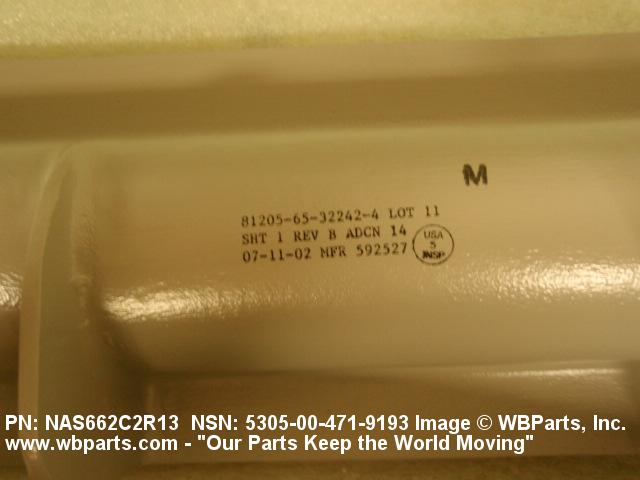 M
81205-65-32242-4 LOT 11
SHT 1 REV B ADCN 14
07-11-02 MFR 592527
USA
5
INSP
PN: NAS662C2R13 NSN: 5305-00-471-9193 Image © WBParts, Inc.
www.wbparts.com - "Our Parts Keep the World Moving"